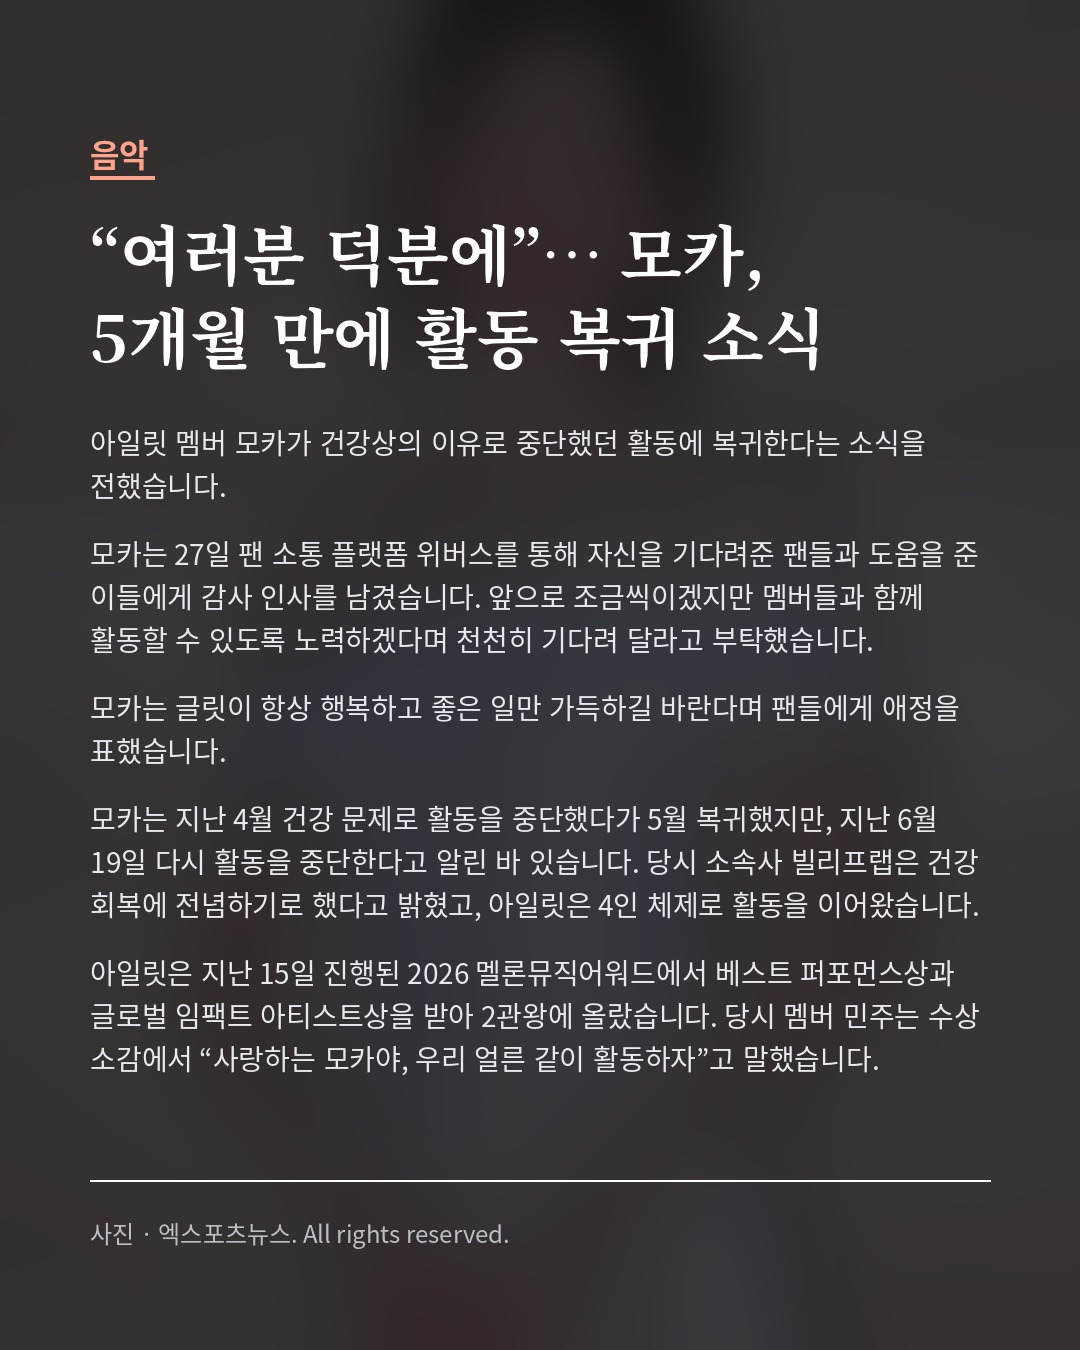 음악
“여러분 덕분에”… 모카,
5개월 만에 활동 복귀 소식
아일릿 멤버 모카가 건강상의 이유로 중단했던 활동에 복귀한다는 소식을
전했습니다.
모카는 27일 팬 소통 플랫폼 위버스를 통해 자신을 기다려준 팬들과 도움을 준
이들에게 감사 인사를 남겼습니다. 앞으로 조금씩이겠지만 멤버들과 함께
활동할 수 있도록 노력하겠다며 천천히 기다려 달라고 부탁했습니다.
모카는 글릿이 항상 행복하고 좋은 일만 가득하길 바란다며 팬들에게 애정을
표했습니다.
모카는 지난 4월 건강 문제로 활동을 중단했다가 5월 복귀했지만, 지난 6월
19일 다시 활동을 중단한다고 알린 바 있습니다. 당시 소속사 빌리프랩은 건강
회복에 전념하기로 했다고 밝혔고, 아일릿은 4인 체제로 활동을 이어왔습니다.
아일릿은 지난 15일 진행된 2026 멜론뮤직어워드에서 베스트 퍼포먼스상과
글로벌 임팩트 아티스트상을 받아 2관왕에 올랐습니다. 당시 멤버 민주는 수상
소감에서 “사랑하는 모카야, 우리 얼른 같이 활동하자”고 말했습니다.
사진 · 엑스포츠뉴스. All rights reserved.